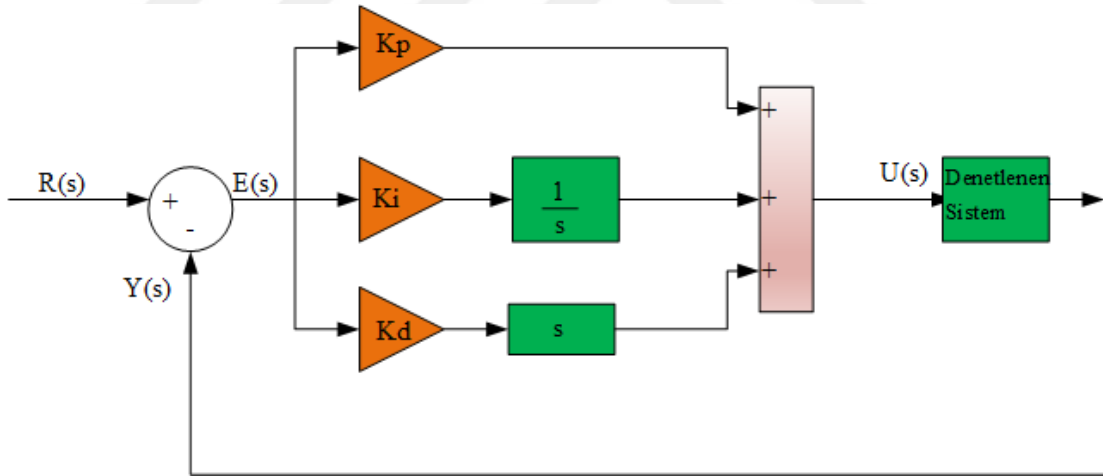 Kp
+
R(s)
+
-
E(s)
Ki
1
s
+
U(s)
Denetlenen
Sistem
Y(s)
Kd
s
+